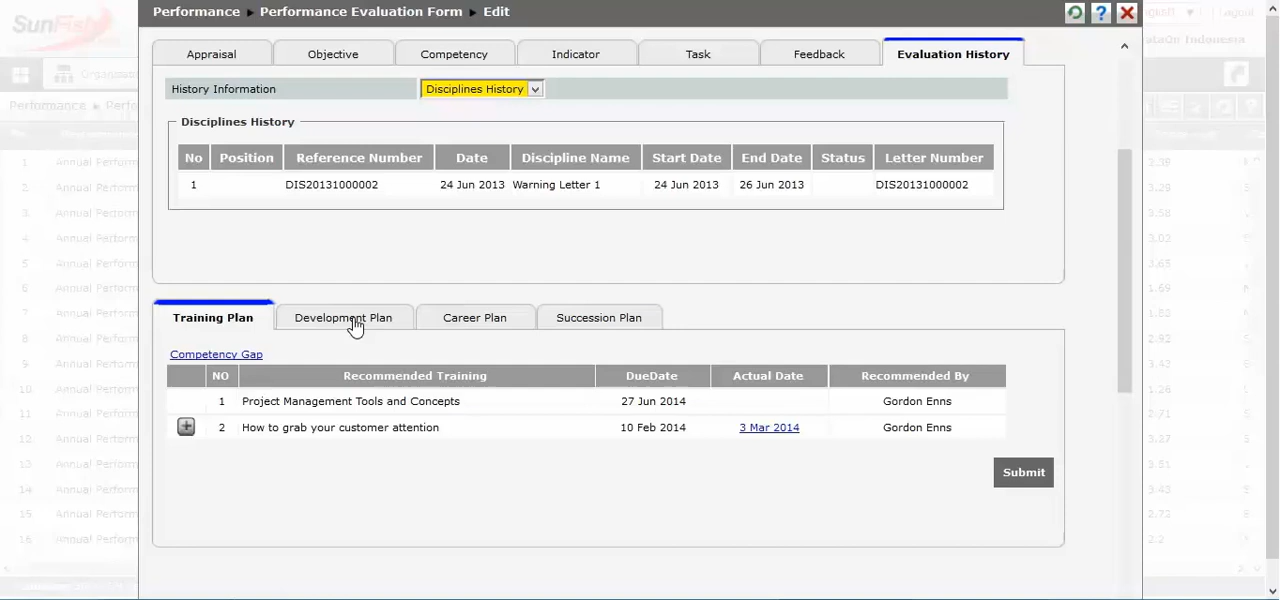 SunFish
Performance ▸ Performance Evaluation Form ▸ Edit
?
Appraisal Objective Competency Indicator Task Feedback Evaluation History
History Information Disciplines History
Disciplines History
No Position Reference Number Date Discipline Name Start Date End Date Status Letter Number
1 DIS20131000002 24 Jun 2013 Warning Letter 1 24 Jun 2013 26 Jun 2013 DIS20131000002
Training Plan Development Plan Career Plan Succession Plan
Competency Gap
NO Recommended Training DueDate Actual Date Recommended By
1 Project Management Tools and Concepts 27 Jun 2014 Gordon Enns
2 How to grab your customer attention 10 Feb 2014 3 Mar 2014 Gordon Enns
Submit